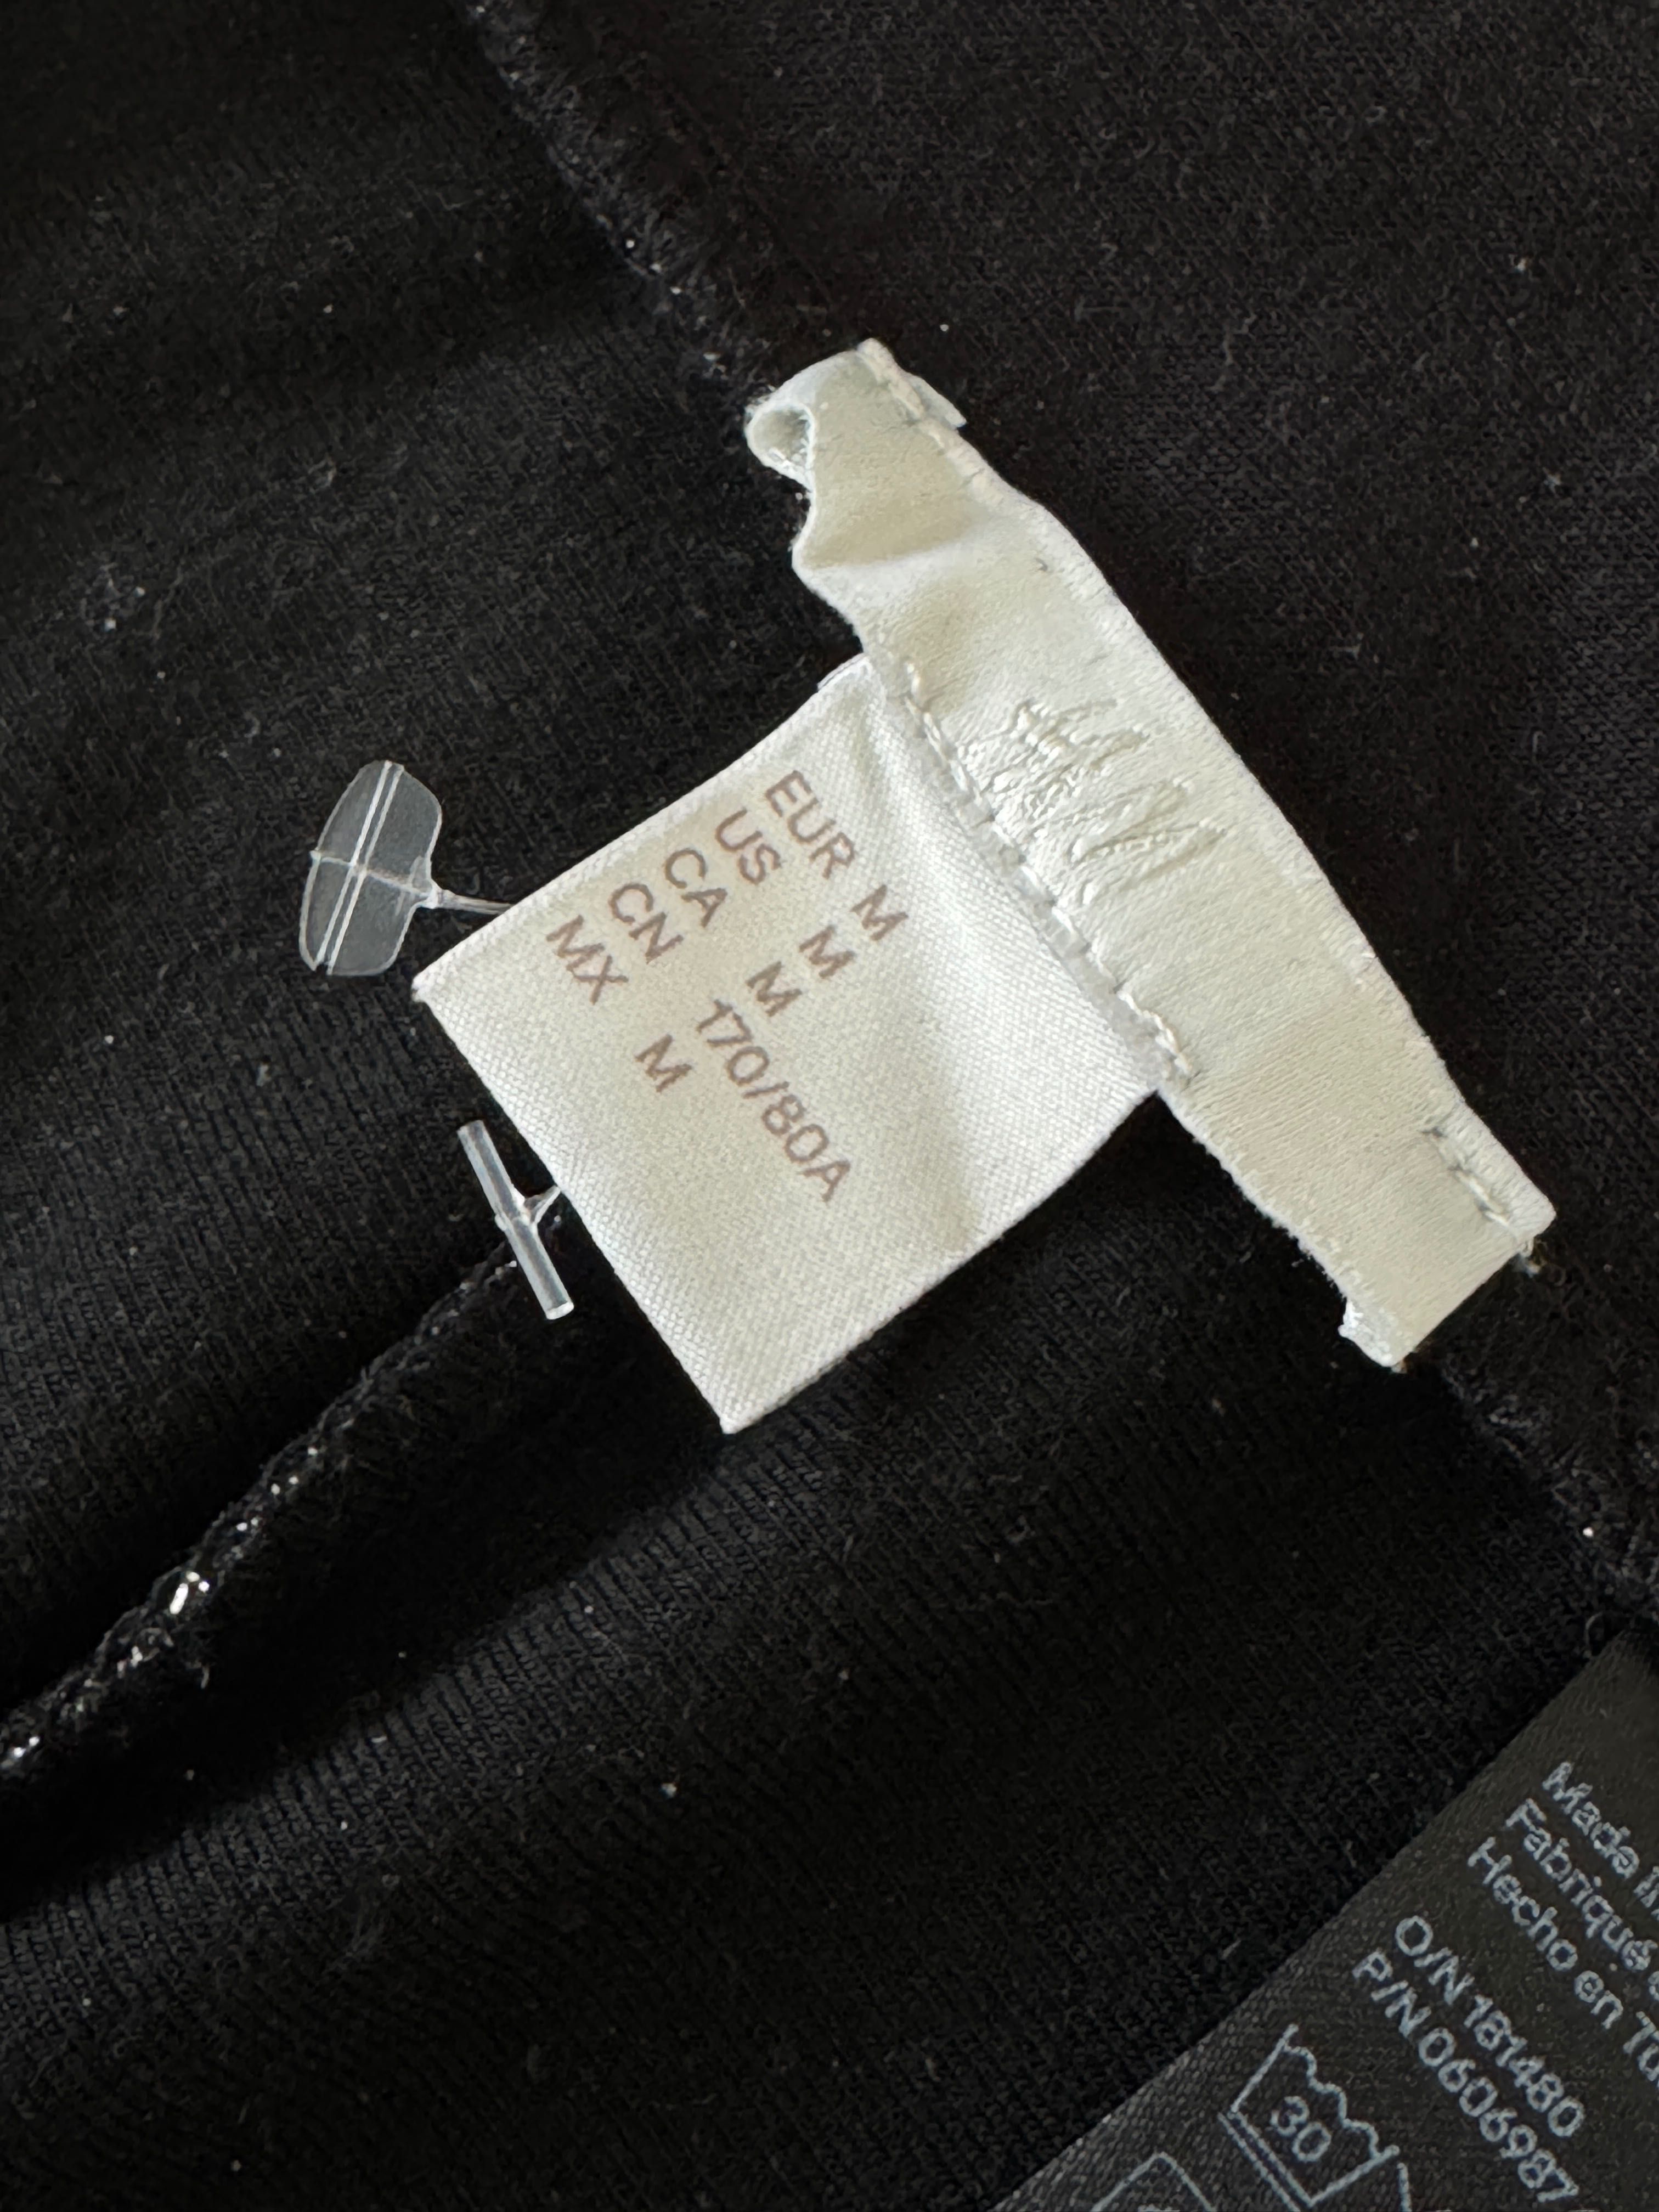 H&M
EUR M
US M
CA M
CN 170/80A
MX M
Made in
Fabriqué
Hecho en
O/N 181480
P/N 0606987
30